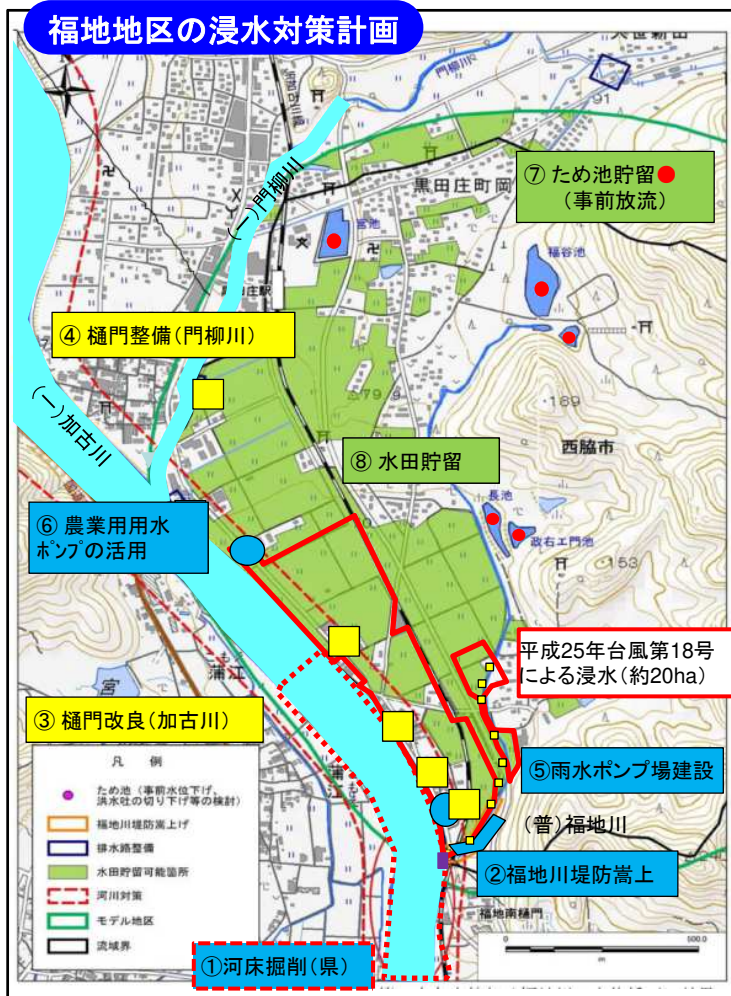 福地地区の浸水対策計画
門柳川
91
黒田庄町岡
⑦ ため池貯留
(事前放流)
(一)門柳川
宮池
福谷池
④ 樋門整備(門柳川)
79.9
189
(一)加古川
⑧ 水田貯留
西脇市
⑥ 農業用用水
ポンプの活用
長池
政右エ門池
153
平成25年台風第18号
による浸水(約20ha)
蒲江
宮
③ 樋門改良(加古川)
⑤雨水ポンプ場建設
蒲江
(普)福地川
②福地川堤防嵩上
福地南樋門
①河床掘削(県)
凡 例
ため池(事前水位下げ、
洪水吐の切り下げ等の検討)
福地川堤防嵩上げ
排水路整備
水田貯留可能箇所
河川対策
モデル地区
流域界
0
500.0
m